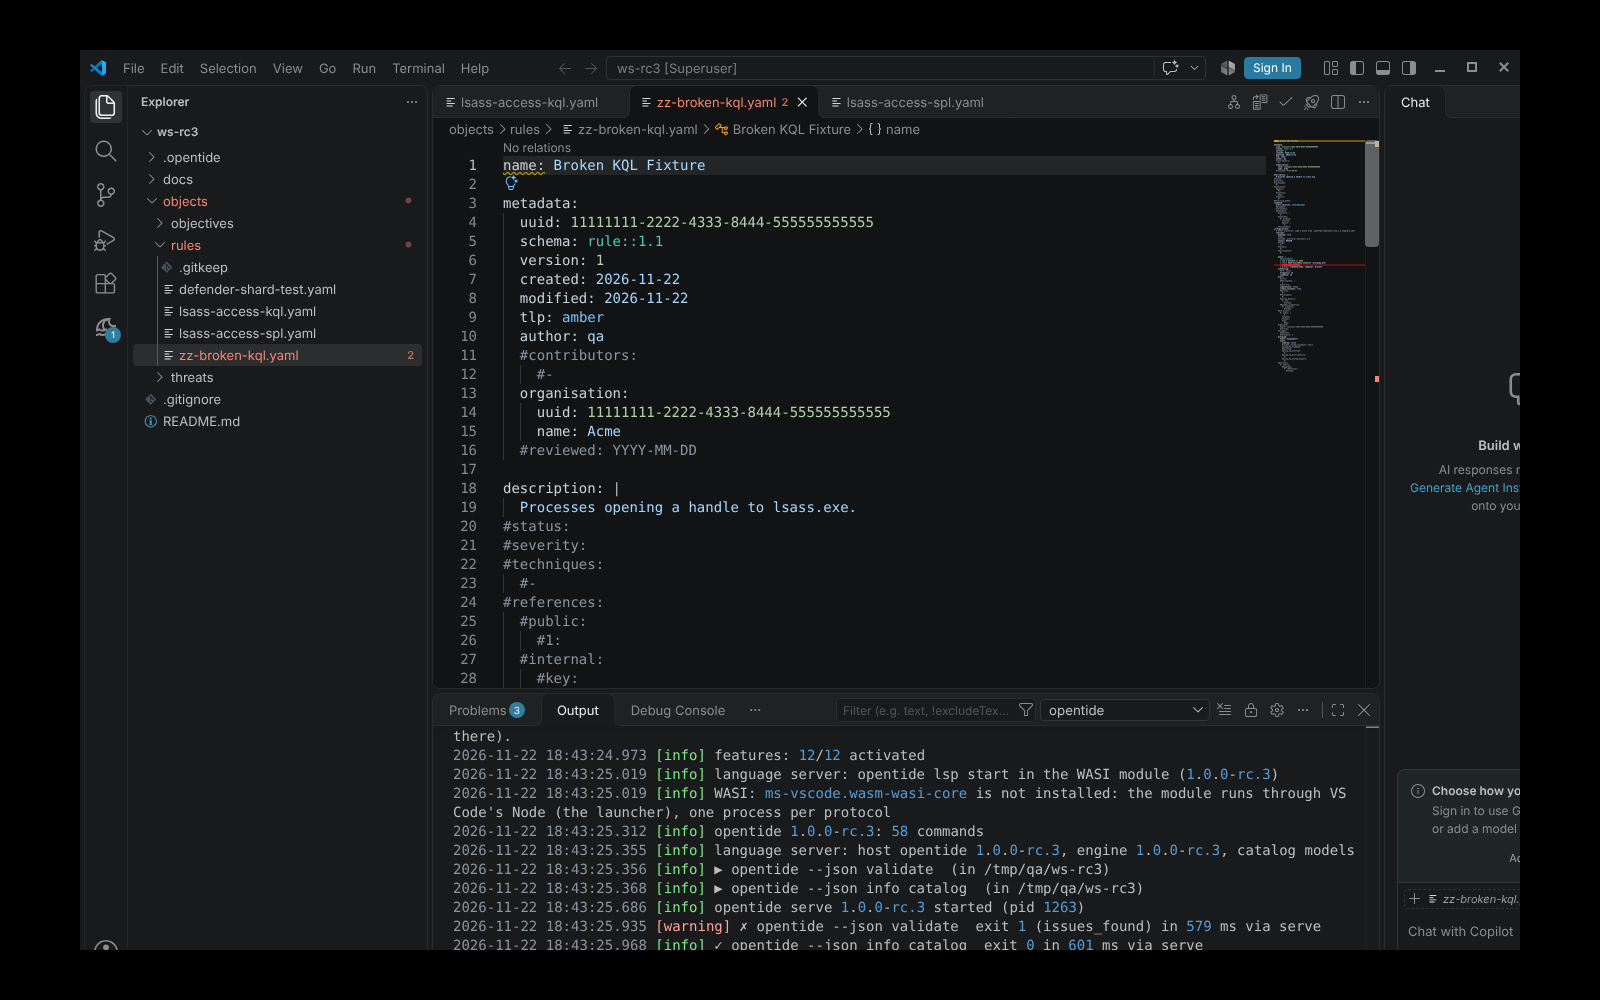 File Edit Selection View Go Run Terminal Help
ws-rc3 [Superuser]
Sign In
Explorer
ws-rc3
.opentide
docs
objects
objectives
rules
.gitkeep
defender-shard-test.yaml
lsass-access-kql.yaml
lsass-access-spl.yaml
zz-broken-kql.yaml 2
threats
.gitignore
README.md
1
lsass-access-kql.yaml
zz-broken-kql.yaml 2
lsass-access-spl.yaml
objects > rules > zz-broken-kql.yaml > Broken KQL Fixture > { } name
No relations
1 name: Broken KQL Fixture
2
3 metadata:
4 uuid: 11111111-2222-4333-8444-555555555555
5 schema: rule::1.1
6 version: 1
7 created: 2026-11-22
8 modified: 2026-11-22
9 tlp: amber
10 author: qa
11 #contributors:
12 #-
13 organisation:
14 uuid: 11111111-2222-4333-8444-555555555555
15 name: Acme
16 #reviewed: YYYY-MM-DD
17
18 description: |
19 Processes opening a handle to lsass.exe.
20 #status:
21 #severity:
22 #techniques:
23 #-
24 #references:
25 #public:
26 #1:
27 #internal:
28 #key:
Problems 3 Output Debug Console
Filter (e.g. text, !excludeTex...
opentide
there).
2026-11-22 18:43:24.973 [info] features: 12/12 activated
2026-11-22 18:43:25.019 [info] language server: opentide lsp start in the WASI module (1.0.0-rc.3)
2026-11-22 18:43:25.019 [info] WASI: ms-vscode.wasm-wasi-core is not installed: the module runs through VS
Code's Node (the launcher), one process per protocol
2026-11-22 18:43:25.312 [info] opentide 1.0.0-rc.3: 58 commands
2026-11-22 18:43:25.355 [info] language server: host opentide 1.0.0-rc.3, engine 1.0.0-rc.3, catalog models
2026-11-22 18:43:25.356 [info] ▶ opentide --json validate (in /tmp/qa/ws-rc3)
2026-11-22 18:43:25.368 [info] ▶ opentide --json info catalog (in /tmp/qa/ws-rc3)
2026-11-22 18:43:25.686 [info] opentide serve 1.0.0-rc.3 started (pid 1263)
2026-11-22 18:43:25.935 [warning] ✗ opentide --json validate exit 1 (issues_found) in 579 ms via serve
2026-11-22 18:43:25.968 [info] ✓ opentide --json info catalog exit 0 in 601 ms via serve
Chat
Build w
AI responses
Generate Agent Ins
onto you
Choose how yo
Sign in to use G
or add a model
Ad
zz-broken-kql.
Chat with Copilot